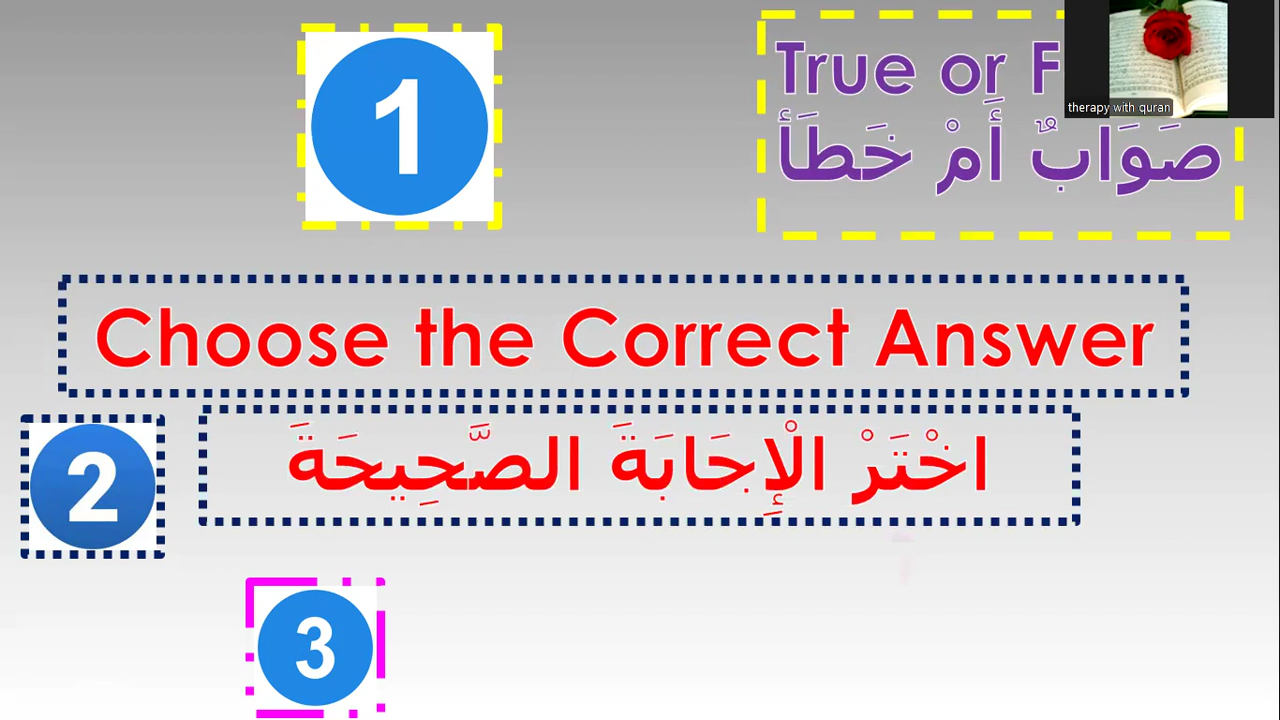 1
True or F
صَوَابٌ أَمْ خَطَأ
therapy with quran
Choose the Correct Answer
2
اخْتَرْ الْإِجَابَةَ الصَّحِيحَةَ
3